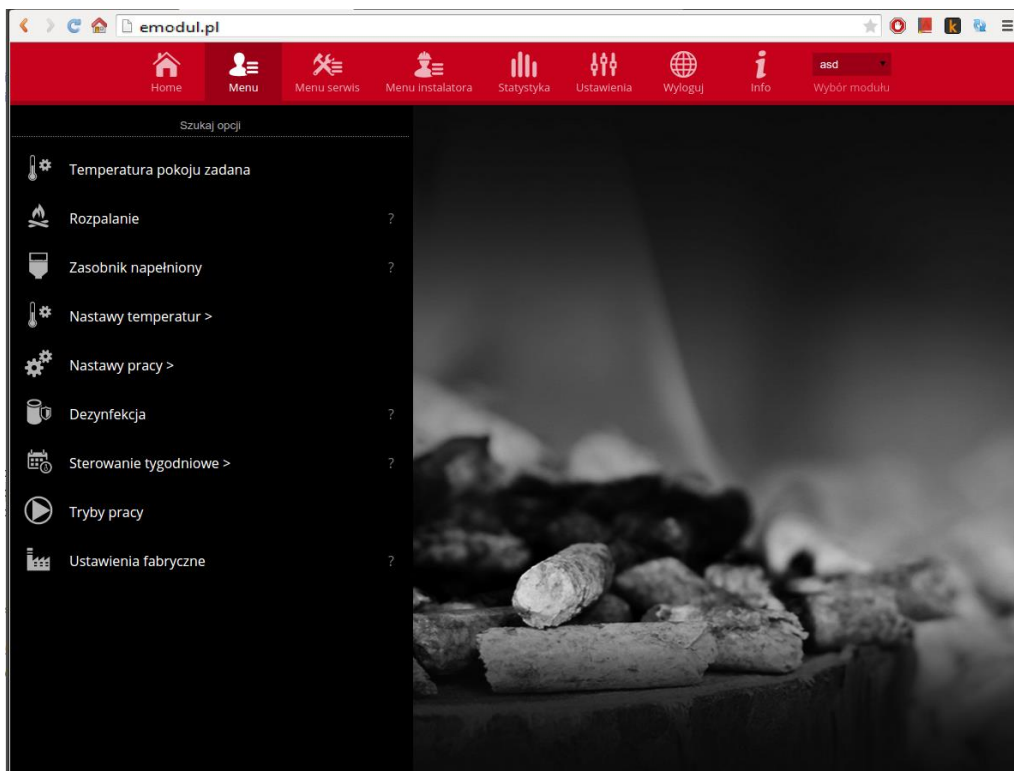 emodul.pl
Home
Menu
Menu serwis
Menu instalatora
Statystyka
Ustawienia
Wyloguj
Info
asd
Wybór modułu
Szukaj opcji
Temperatura pokoju zadana
Rozpalanie ?
Zasobnik napełniony ?
Nastawy temperatur >
Nastawy pracy >
Dezynfekcja ?
Sterowanie tygodniowe > ?
Tryby pracy
Ustawienia fabryczne ?